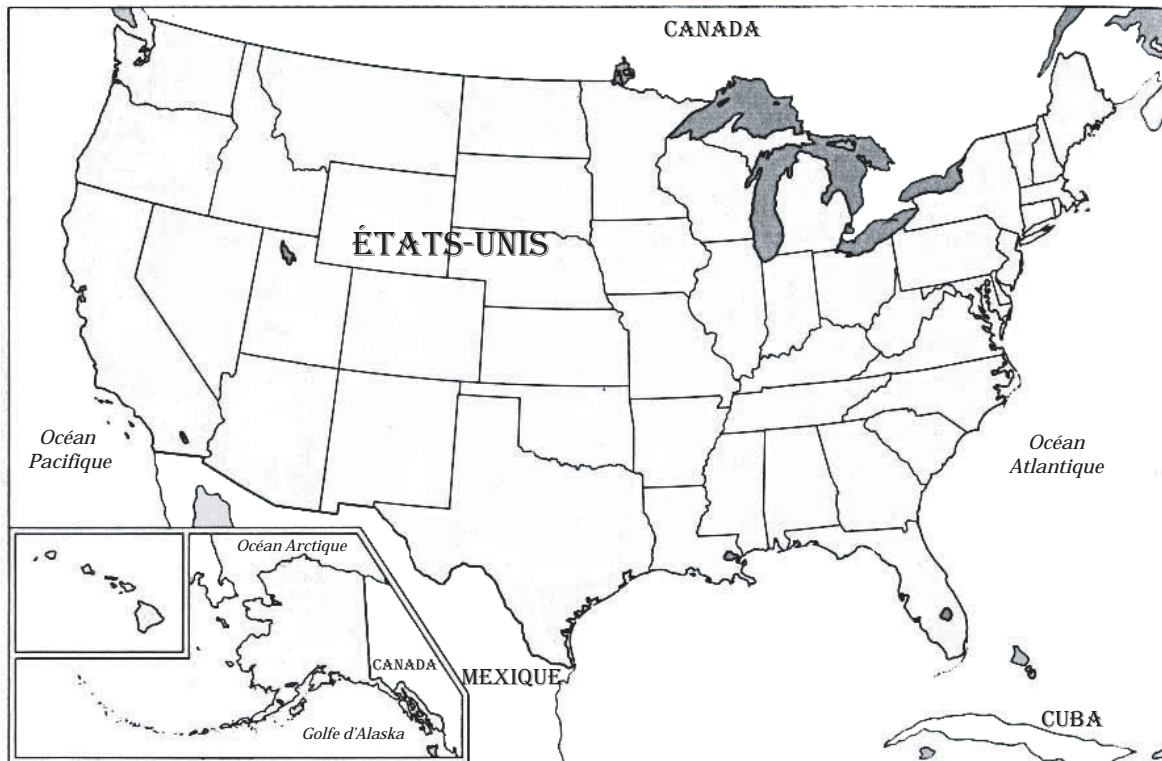 CANADA
ÉTATS-UNIS
Océan
Pacifique
Océan
Atlantique
Océan Arctique
CANADA
MEXIQUE
Golfe d'Alaska
CUBA